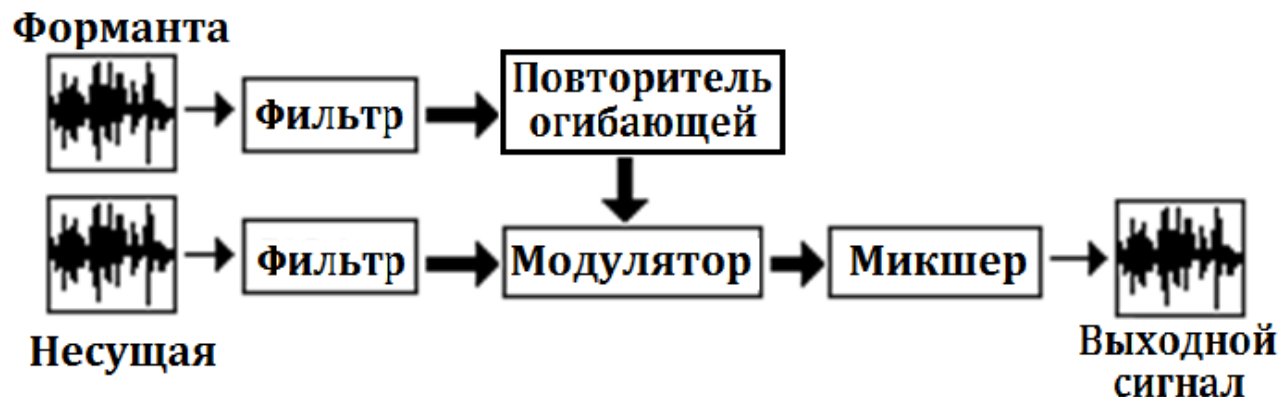 Форманта
Фильтр
Повторитель
огибающей
Несущая
Фильтр
Модулятор
Микшер
Выходной
сигнал